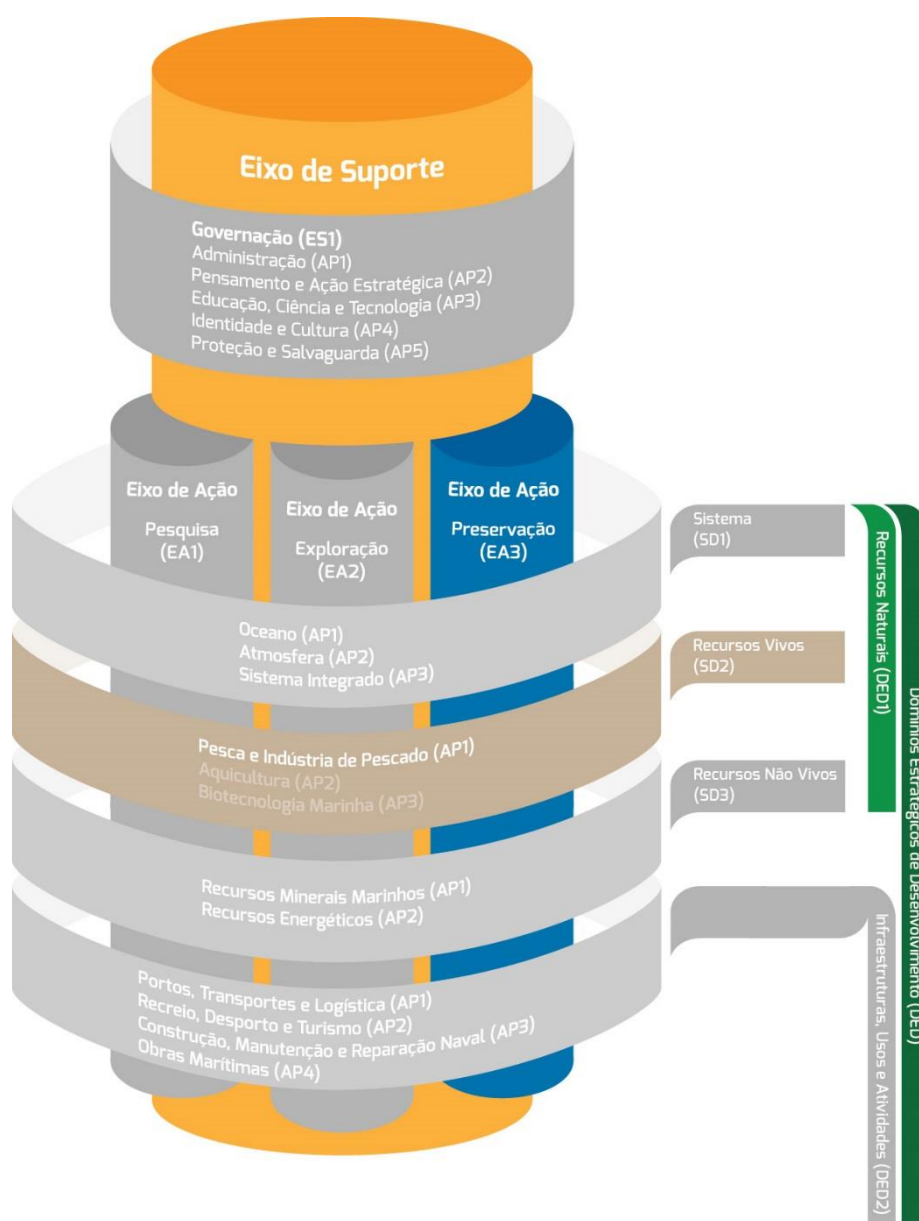 Eixo de Suporte
Governação (ES1)
Administração (AP1)
Pensamento e Ação Estratégica (AP2)
Educação, Ciência e Tecnologia (AP3)
Identidade e Cultura (AP4)
Proteção e Salvaguarda (AP5)
Eixo de Ação
Pesquisa
(EA1)
Eixo de Ação
Exploração
(EA2)
Eixo de Ação
Preservação
(EA3)
Oceano (AP1)
Atmosfera (AP2)
Sistema Integrado (AP3)
Pesca e Indústria de Pescado (AP1)
Aquicultura (AP2)
Biotecnologia Marinha (AP3)
Recursos Minerais Marinhos (AP1)
Recursos Energéticos (AP2)
Portos, Transportes e Logística (AP1)
Recreio, Desporto e Turismo (AP2)
Construção, Manutenção e Reparação Naval (AP3)
Obras Marítimas (AP4)
Sistema
(SD1)
Recursos Vivos
(SD2)
Recursos Não Vivos
(SD3)
Recursos Naturais (DED1)
Infraestruturas, Usos e Atividades (DED2)
Domínios Estratégicos de Desenvolvimento (DED)